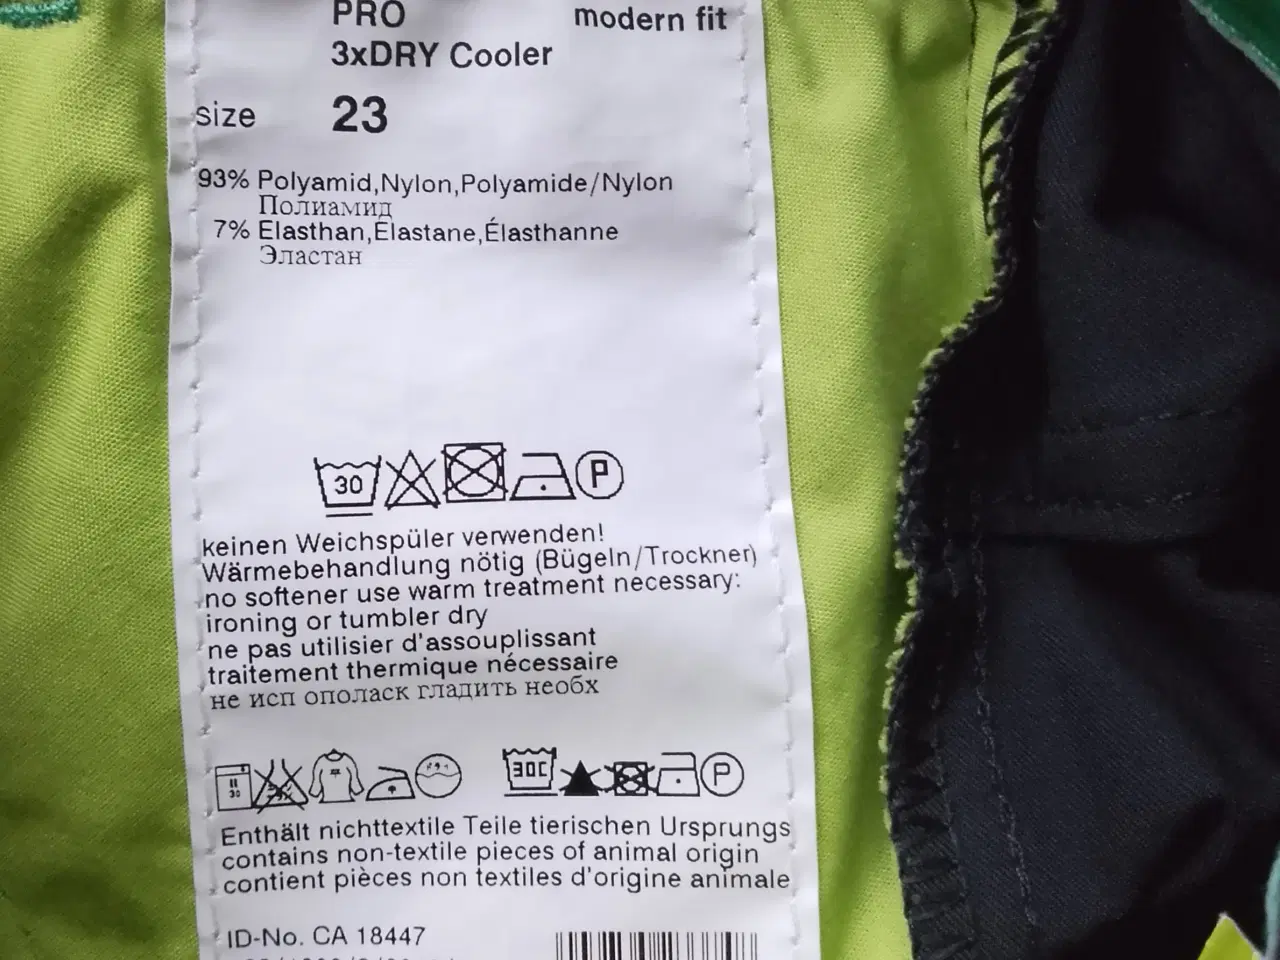 PRO modern fit
3xDRY Cooler
size 23
93% Polyamid,Nylon,Polyamide/Nylon
Полиамид
7% Elasthan,Elastane,Élasthanne
Эластан
30 P
keinen Weichspüler verwenden!
Wärmebehandlung nötig (Bügeln/Trockner)
no softener use warm treatment necessary:
ironing or tumbler dry
ne pas utilisier d'assouplissant
traitement thermique nécessaire
не исп ополаск гладить необх
30 30C P
Enthält nichttextile Teile tierischen Ursprungs
contains non-textile pieces of animal origin
contient pièces non textiles d'origine animale
ID-No. CA 18447